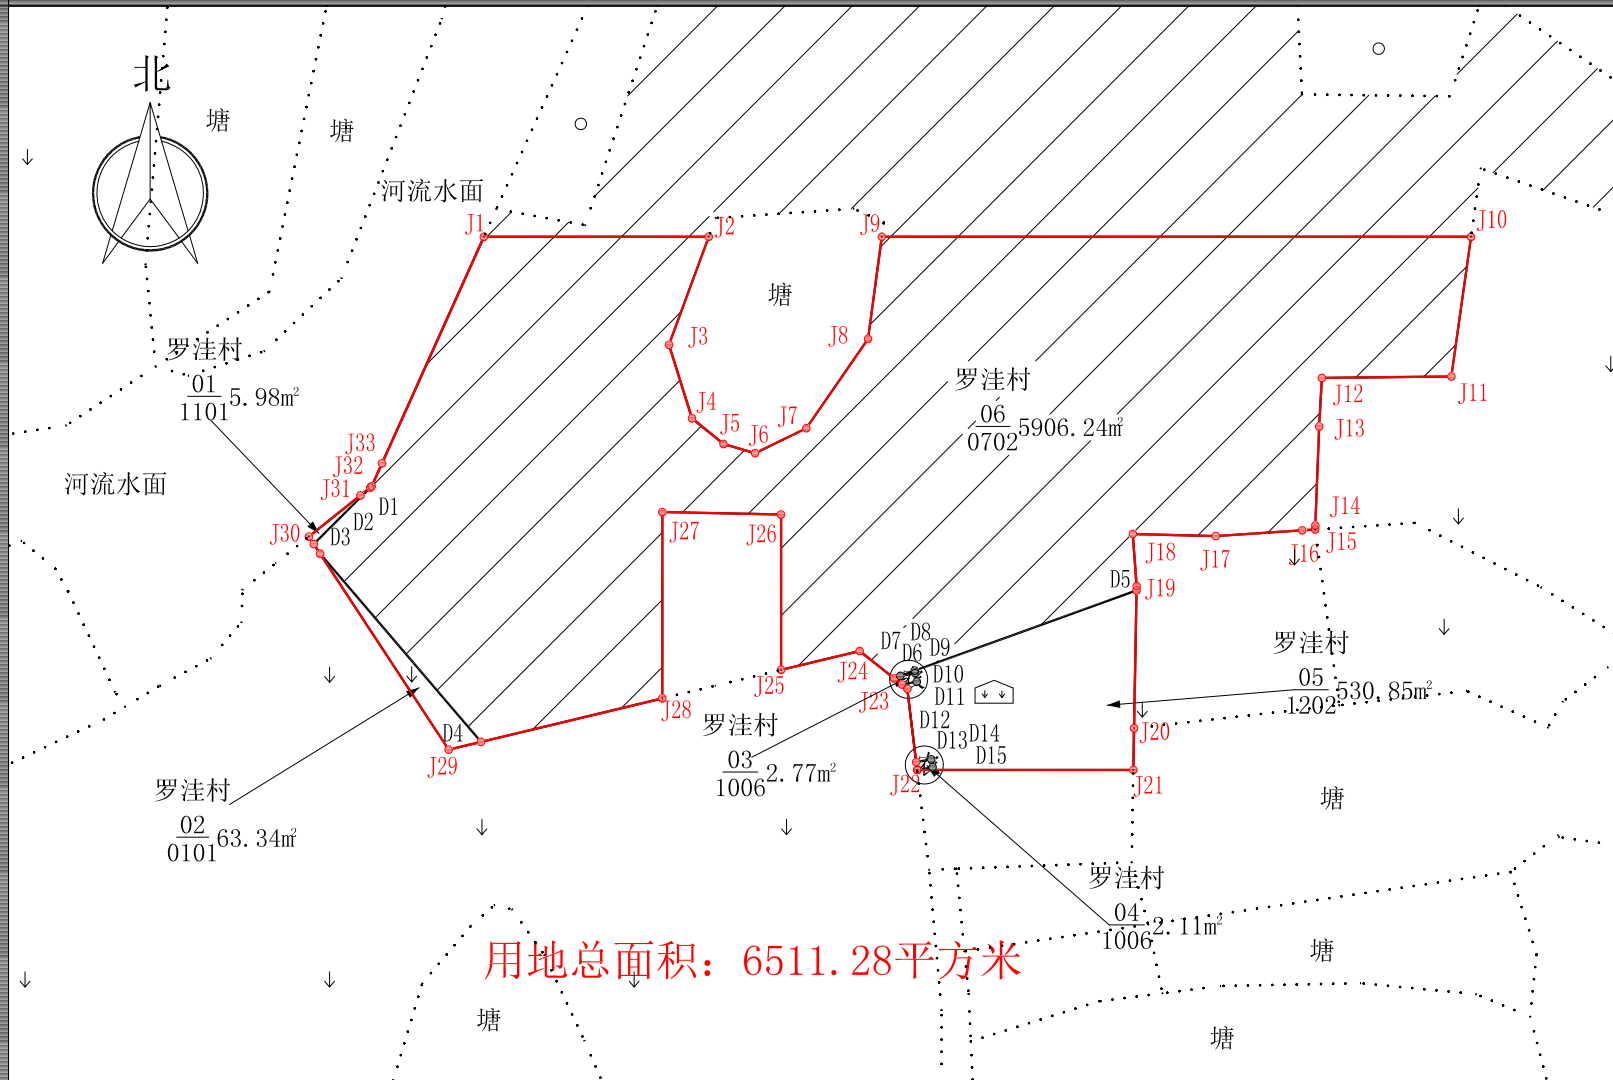 北
塘
塘
河流水面
J1
J2
J9
J10
塘
J3
J8
罗洼村
01
1101
5.98m²
罗洼村
06
0702
5906.24m²
J12
J11
J4
J5
J6
J7
J13
J33
J32
J31
河流水面
D1
D2
D3
J30
J27
J26
J14
J15
J16
J17
J18
D5
J19
D8
D7
D9
D6
D10
D11
J24
J23
J25
J28
罗洼村
05
1202
530.85m²
D12
D13
D14
D15
J20
J21
J22
D4
J29
罗洼村
03
1006
2.77m²
罗洼村
02
0101
63.34m²
塘
罗洼村
04
1006
2.11m²
用地总面积：6511.28平方米
塘
塘
塘